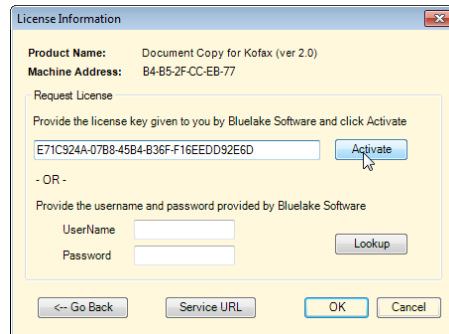 License Information
Product Name: Document Copy for Kofax (ver 2.0)
Machine Address: B4-B5-2F-CC-EB-77
Request License
Provide the license key given to you by Bluelake Software and click Activate
E71C924A-07B8-45B4-B36F-F16EEDD92E6D Activate
- OR -
Provide the username and password provided by Bluelake Software
UserName
Password
Lookup
<-- Go Back Service URL OK Cancel